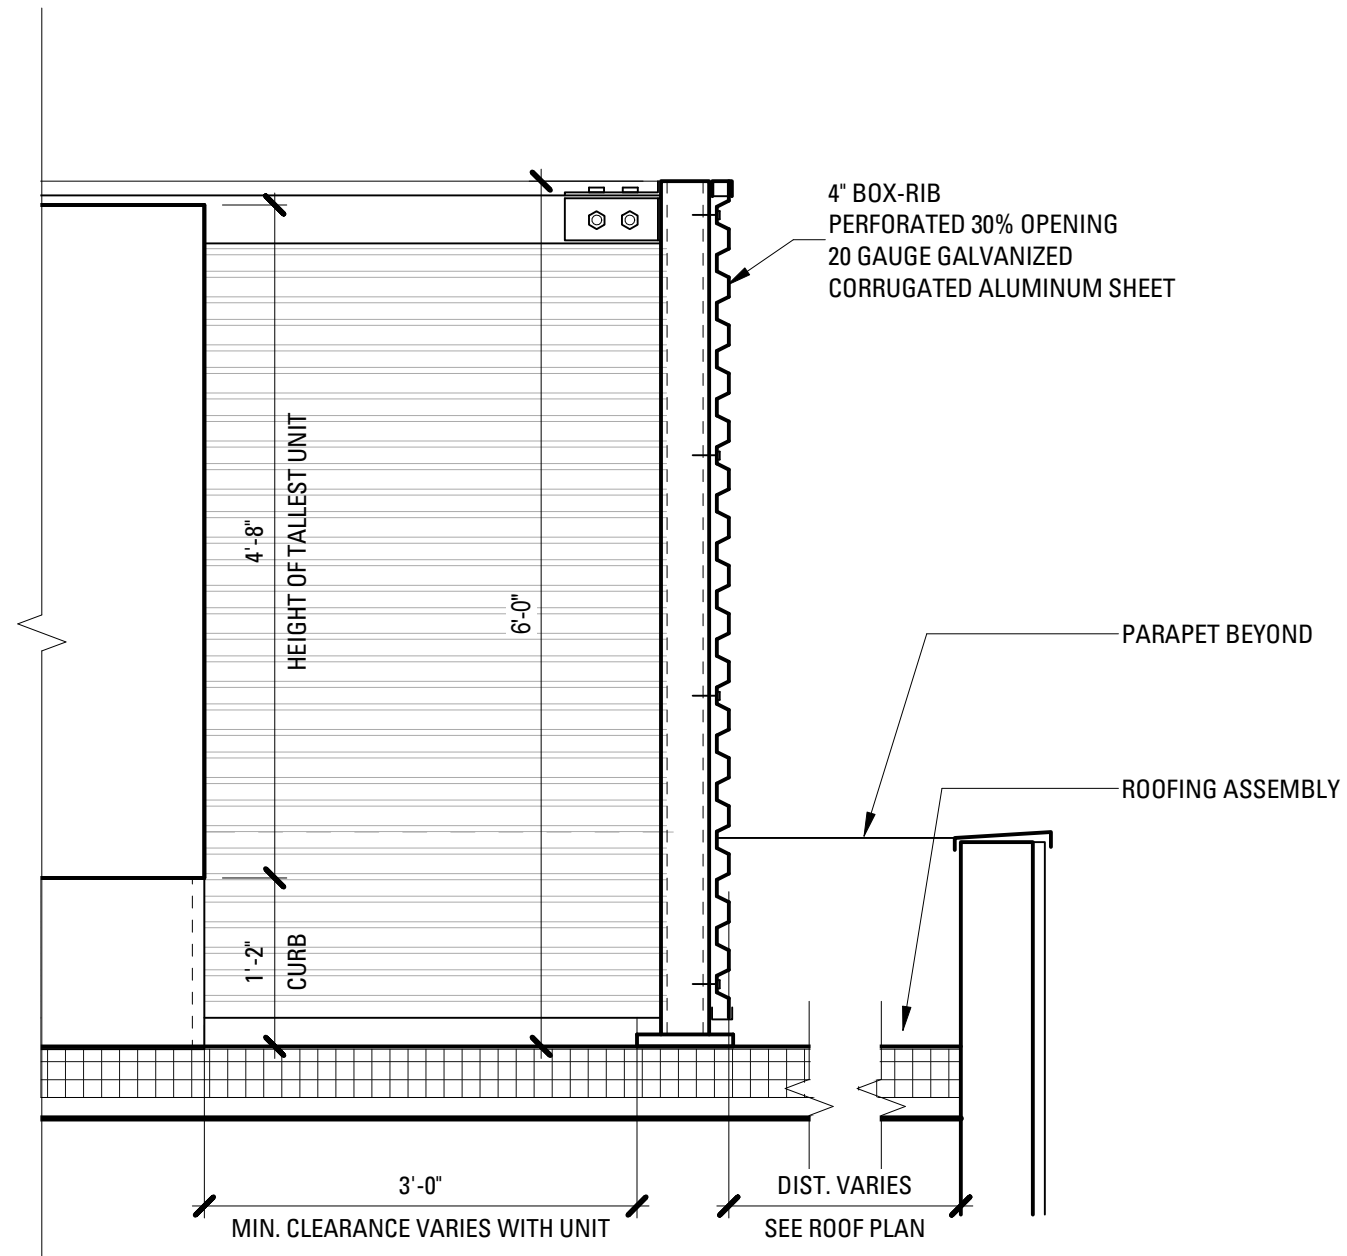 4" BOX-RIB
PERFORATED 30% OPENING
20 GAUGE GALVANIZED
CORRUGATED ALUMINUM SHEET
4'-8"
HEIGHT OF TALLEST UNIT
6'-0"
PARAPET BEYOND
ROOFING ASSEMBLY
1'-2"
CURB
3'-0"
MIN. CLEARANCE VARIES WITH UNIT
DIST. VARIES
SEE ROOF PLAN